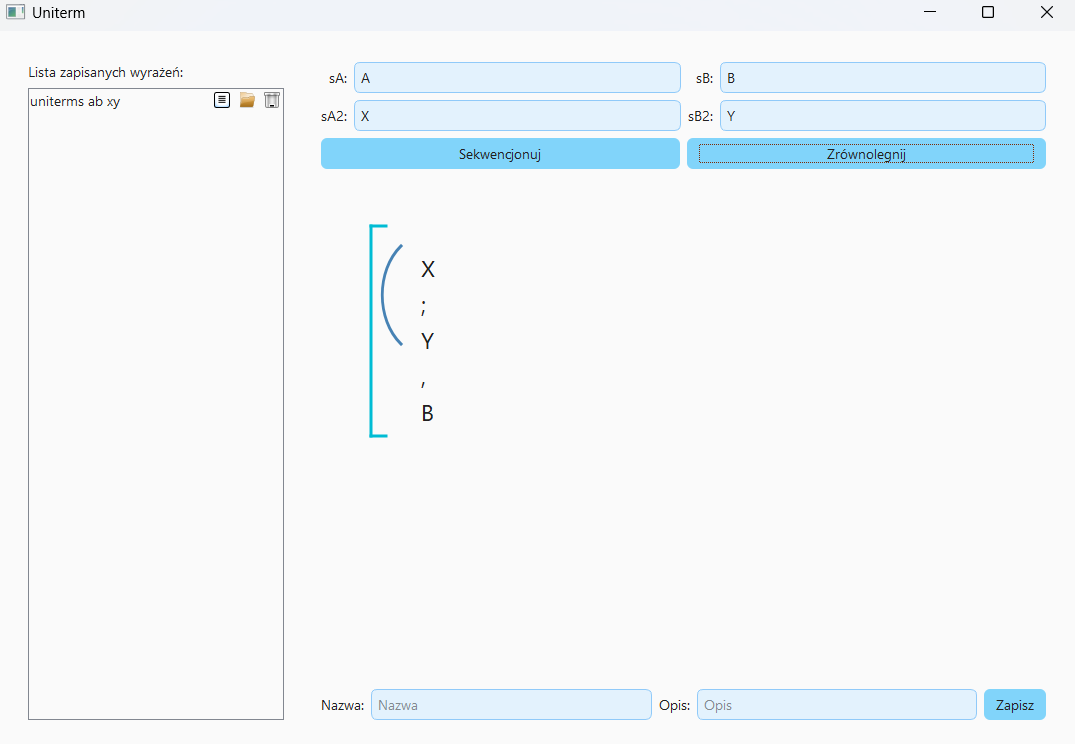 Uniterm
Lista zapisanych wyrażeń:
uniterms ab xy
sA: A sB: B
sA2: X sB2: Y
Sekwencjonuj Zrównolegnij
X
;
Y
,
B
Nazwa: Nazwa Opis: Opis Zapisz